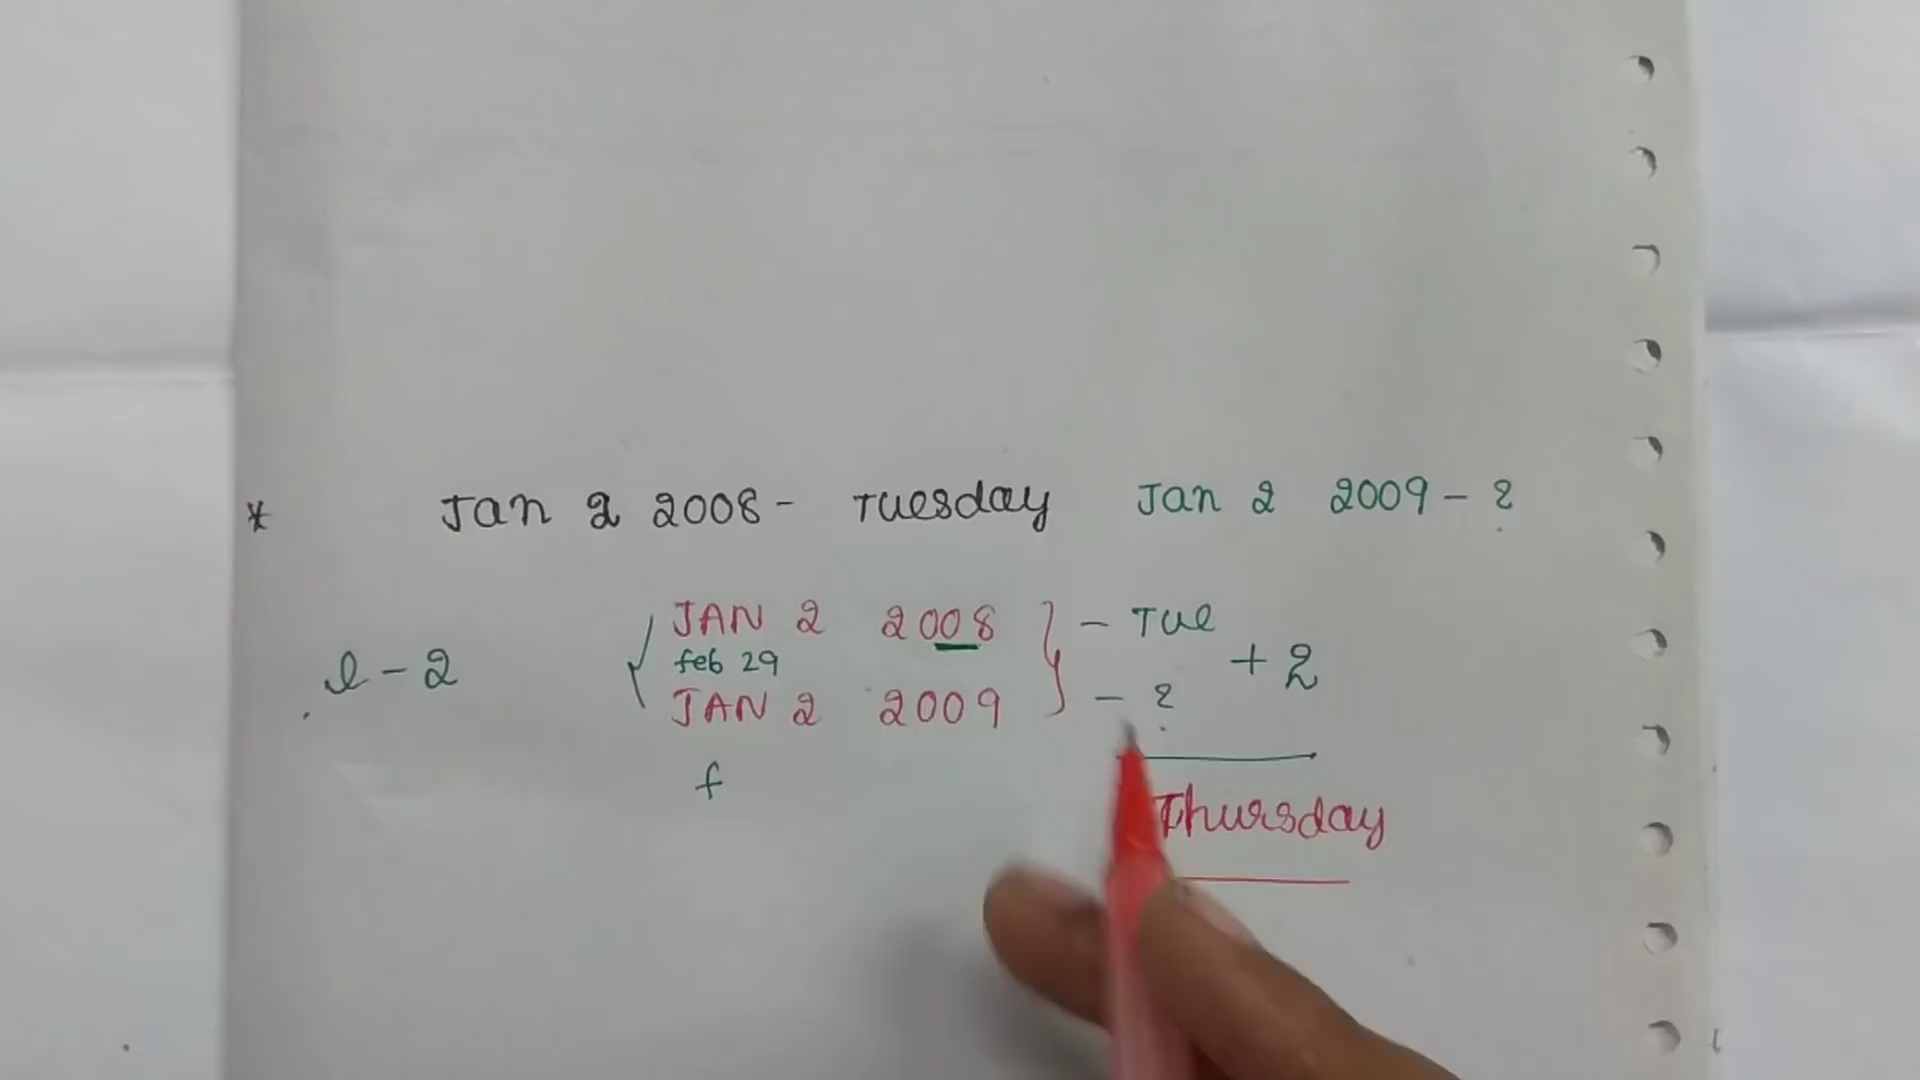 * Jan 2 2008 - Tuesday Jan 2 2009 - ?
l - 2
JAN 2 2008 - Tue
feb 29
+2
JAN 2 2009 - ?
f
Thursday